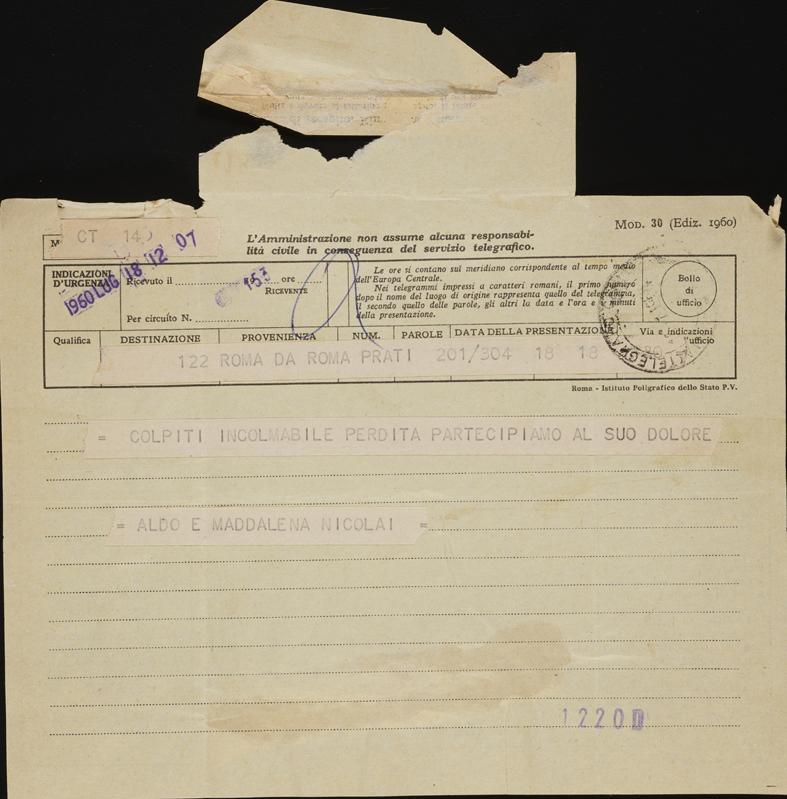 MOD. 30 (Ediz. 1960)
CT 14
L'Amministrazione non assume alcuna responsabi-
lità civile in conseguenza del servizio telegrafico.
1960 LUG 18 12 07
INDICAZIONI
D'URGENZA
Ricevuto il ore
153
RICEVENTE
Per circuito N.
Le ore si contano sul meridiano corrispondente al tempo medio
dell'Europa Centrale.
Nei telegrammi impressi a caratteri romani, il primo numero
dopo il nome del luogo di origine rappresenta quello del telegramma,
il secondo quello delle parole, gli altri la data e l'ora e i minuti
della presentazione.
Bollo
di
ufficio
Qualifica DESTINAZIONE PROVENIENZA NUM. PAROLE DATA DELLA PRESENTAZIONE Via e indicazioni
d'ufficio
122 ROMA DA ROMA PRATI 201/304 18 18
Roma - Istituto Poligrafico dello Stato P.V.
= COLPITI INCOLMABILE PERDITA PARTECIPIAMO AL SUO DOLORE
= ALDO E MADDALENA NICOLAI =
1220D